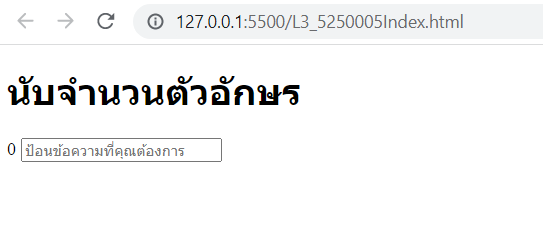 127.0.0.1:5500/L3_5250005Index.html
นับจำนวนตัวอักษร
0 ป้อนข้อความที่คุณต้องการ